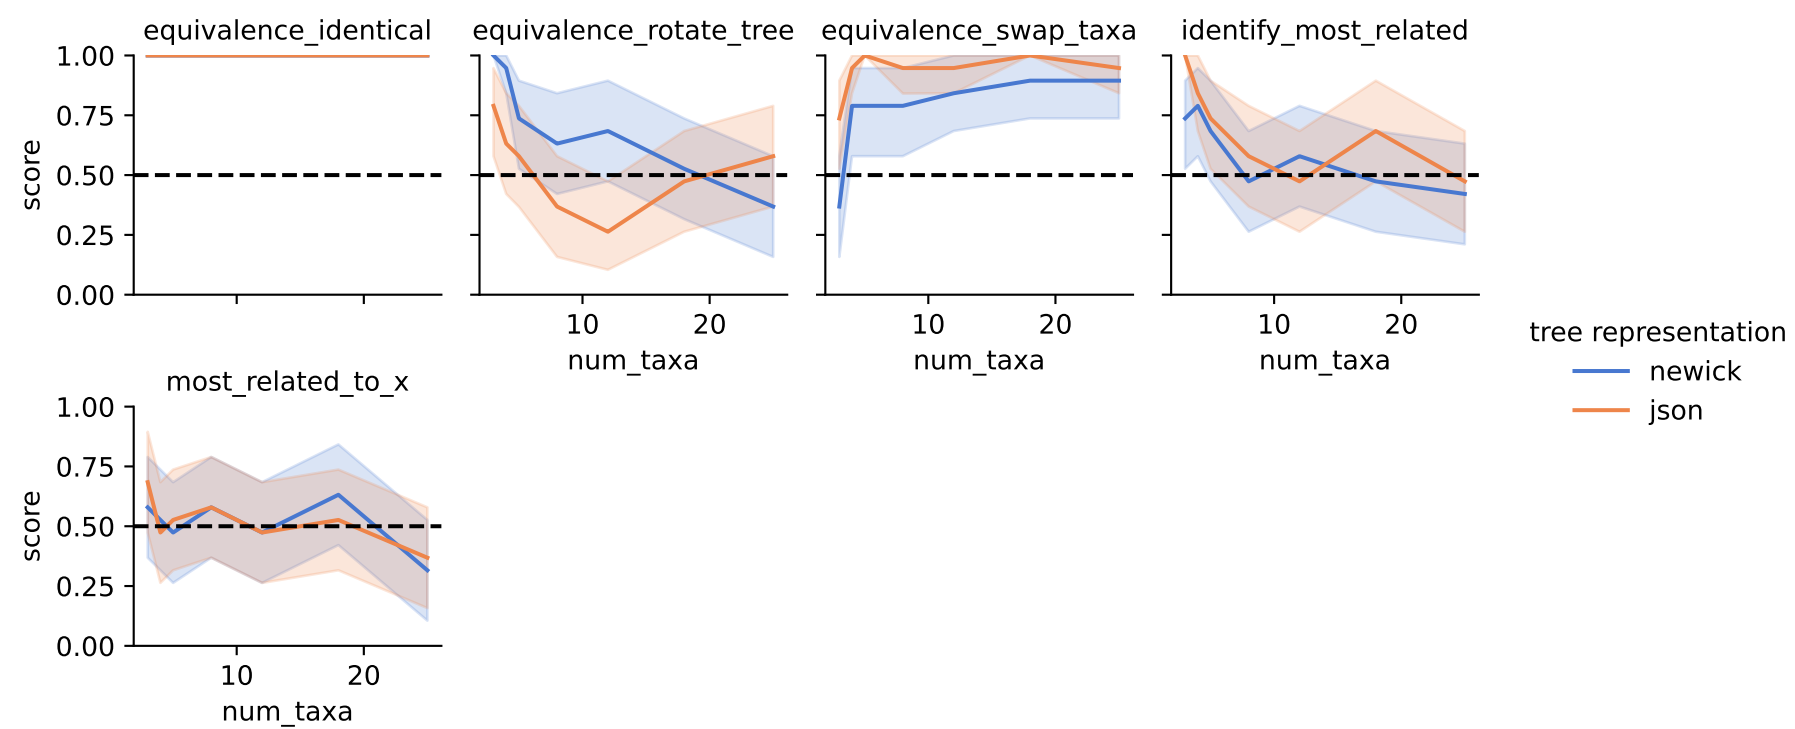 equivalence_identical
equivalence_rotate_tree
equivalence_swap_taxa
identify_most_related
score
1.00
0.75
0.50
0.25
0.00
10
20
10
20
10
20
num_taxa
num_taxa
num_taxa
tree representation
newick
json
most_related_to_x
score
1.00
0.75
0.50
0.25
0.00
10
20
num_taxa